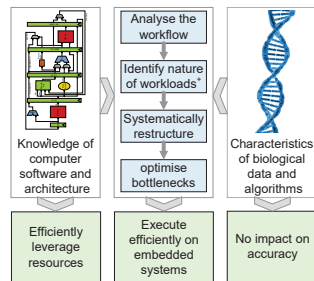 Analyse the
workflow
Identify nature
of workloads+
Systematically
restructure
optimise
bottlenecks
Knowledge of
computer
software and
architecture
Characteristics
of biological
data and
algorithms
Efficiently
leverage
resources
Execute
efficiently on
embedded
systems
No impact on
accuracy